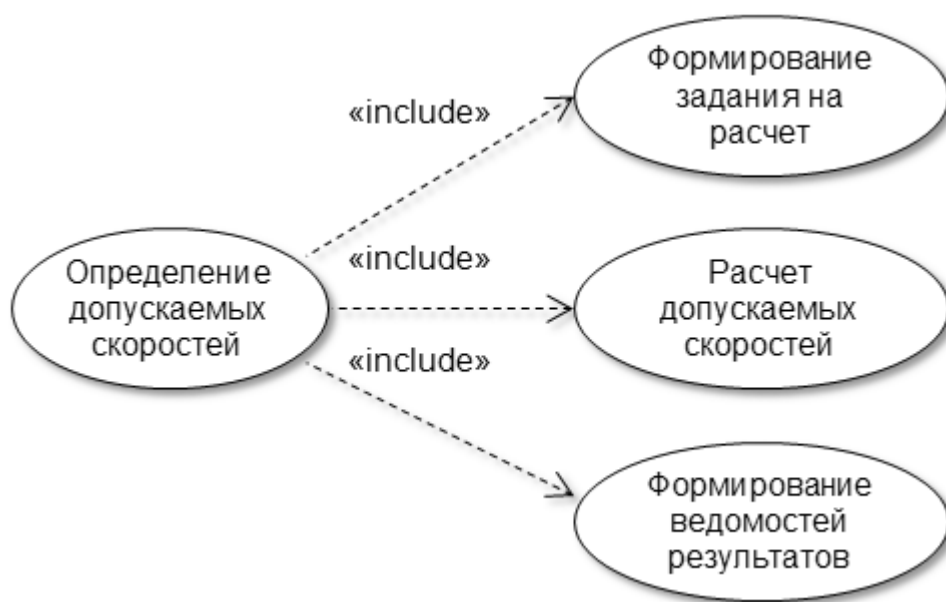 Формирование
задания на
расчет
«include»
«include»
Определение
допускаемых
скоростей
Расчет
допускаемых
скоростей
«include»
Формирование
ведомостей
результатов